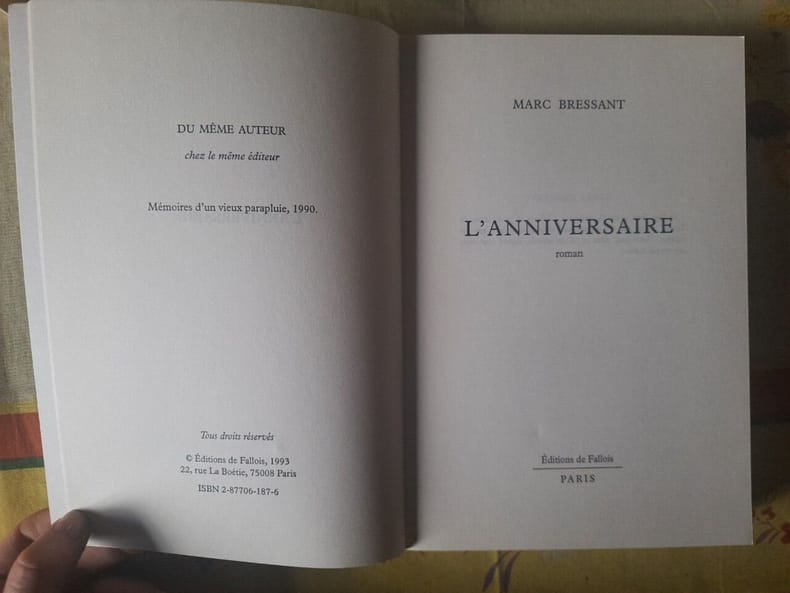 DU MÊME AUTEUR
chez le même éditeur
Mémoires d'un vieux parapluie, 1990.
Tous droits réservés
© Éditions de Fallois, 1993
22, rue La Boétie, 75008 Paris
ISBN 2-87706-187-6
MARC BRESSANT
L'ANNIVERSAIRE
roman
Éditions de Fallois
PARIS